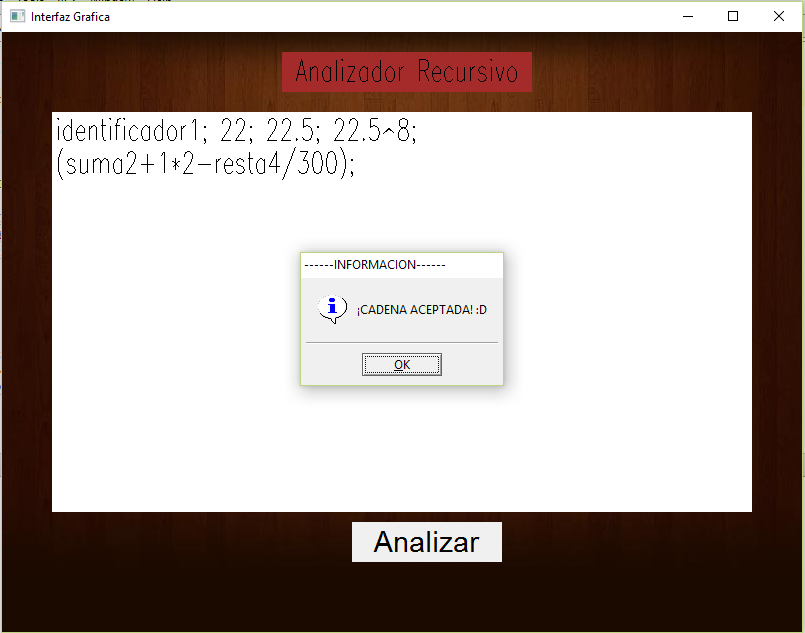 Interfaz Grafica
Analizador Recursivo
identificador1; 22; 22.5; 22.5^8;
(suma2+1*2-resta4/300);
------INFORMACION------
¡CADENA ACEPTADA! :D
OK
Analizar